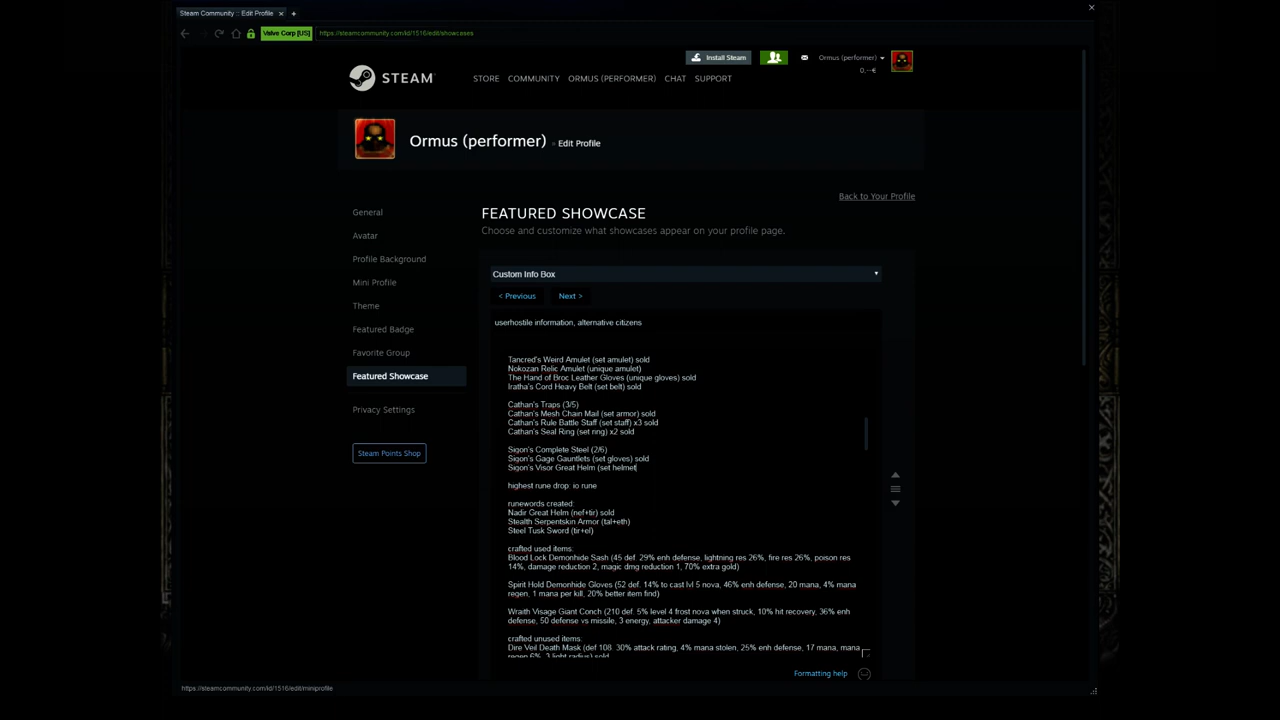 Steam Community :: Edit Profile
Valve Corp [US]
https://steamcommunity.com/id/1516/edit/showcases
Install Steam
Ormus (performer)
0,--€
STEAM
STORE COMMUNITY ORMUS (PERFORMER) CHAT SUPPORT
Ormus (performer) » Edit Profile
Back to Your Profile
General
Avatar
Profile Background
Mini Profile
Theme
Featured Badge
Favorite Group
Featured Showcase
Privacy Settings
Steam Points Shop
FEATURED SHOWCASE
Choose and customize what showcases appear on your profile page.
Custom Info Box
< Previous Next >
userhostile information, alternative citizens
Tancred's Weird Amulet (set amulet) sold
Nokozan Relic Amulet (unique amulet)
The Hand of Broc Leather Gloves (unique gloves) sold
Iratha's Cord Heavy Belt (set belt) sold
Cathan's Traps (3/5)
Cathan's Mesh Chain Mail (set armor) sold
Cathan's Rule Battle Staff (set staff) x3 sold
Cathan's Seal Ring (set ring) x2 sold
Sigon's Complete Steel (2/6)
Sigon's Gage Gauntlets (set gloves) sold
Sigon's Visor Great Helm (set helmet
highest rune drop: io rune
runewords created:
Nadir Great Helm (nef+tir) sold
Stealth Serpentskin Armor (tal+eth)
Steel Tusk Sword (tir+el)
crafted used items:
Blood Lock Demonhide Sash (45 def. 29% enh defense, lightning res 26%, fire res 26%, poison res
14%, damage reduction 2, magic dmg reduction 1, 70% extra gold)
Spirit Hold Demonhide Gloves (52 def. 14% to cast lvl 5 nova, 46% enh defense, 20 mana, 4% mana
regen, 1 mana per kill, 20% better item find)
Wraith Visage Giant Conch (210 def. 5% level 4 frost nova when struck, 10% hit recovery, 36% enh
defense, 50 defense vs missile, 3 energy, attacker damage 4)
crafted unused items:
Dire Veil Death Mask (def 108. 30% attack rating, 4% mana stolen, 25% enh defense, 17 mana, mana
regen 6%, 3 light radius) sold
Formatting help
https://steamcommunity.com/id/1516/edit/miniprofile